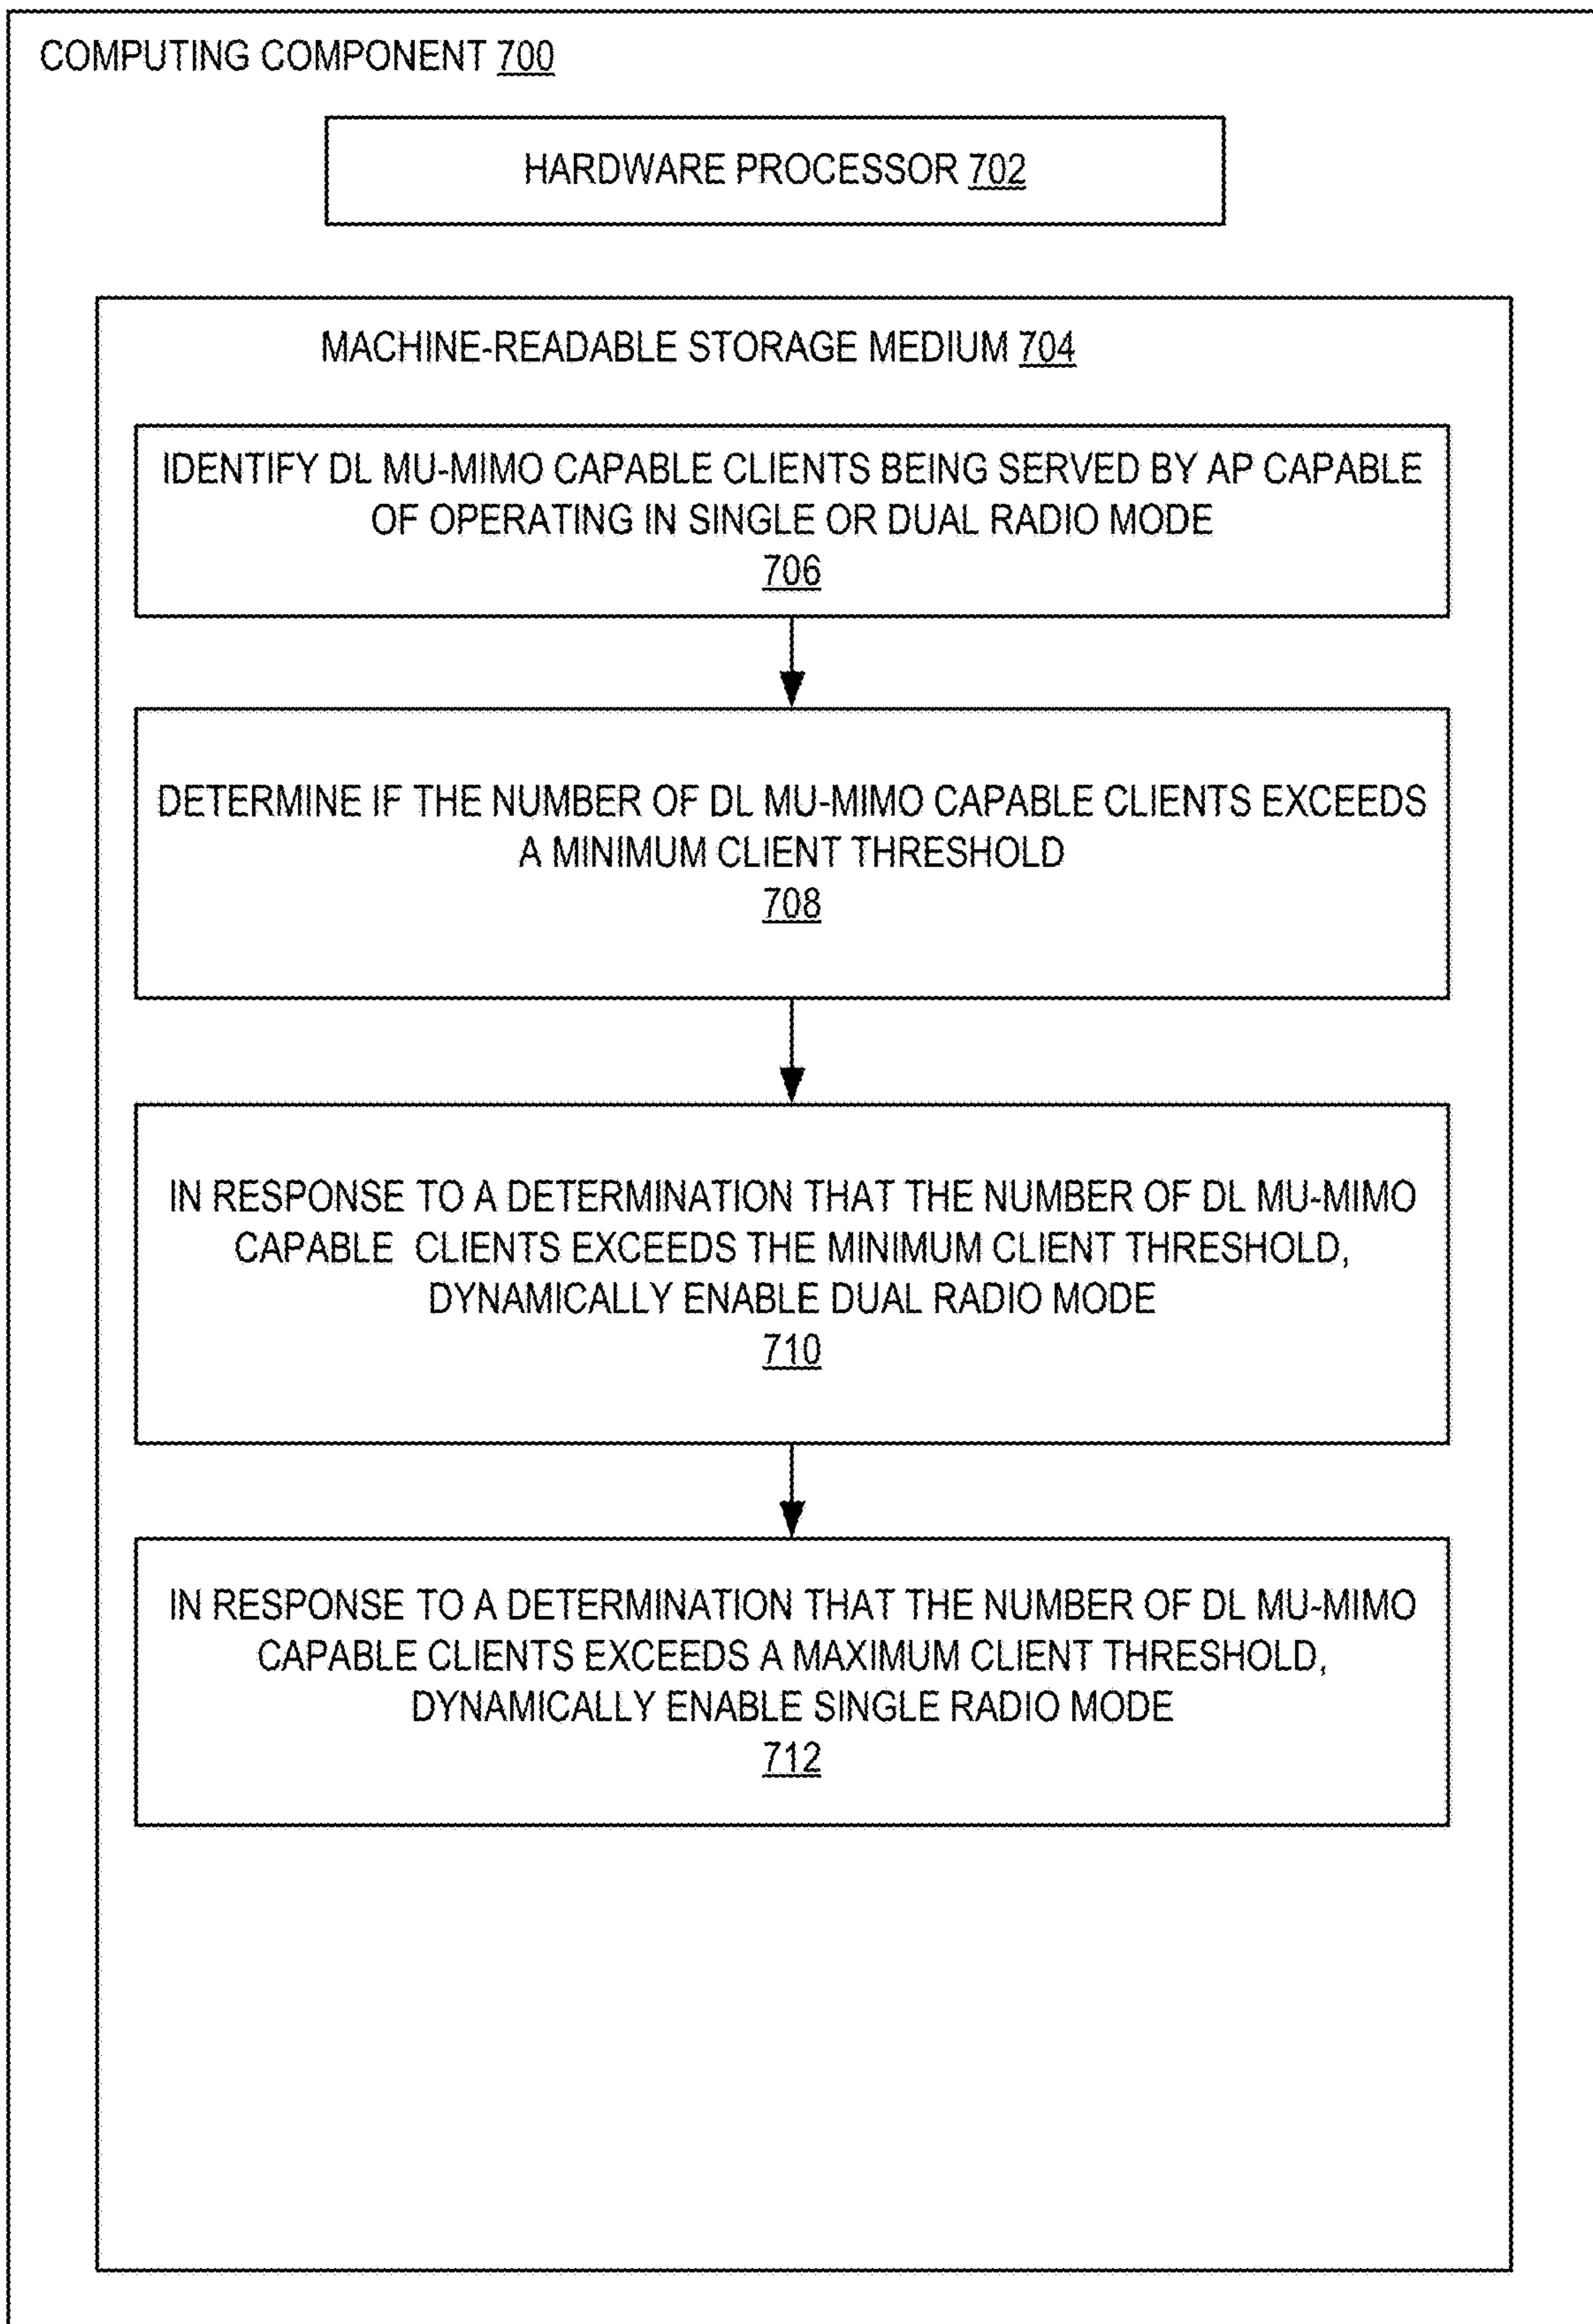 COMPUTING COMPONENT 700
HARDWARE PROCESSOR 702
MACHINE-READABLE STORAGE MEDIUM 704
IDENTIFY DL MU-MIMO CAPABLE CLIENTS BEING SERVED BY AP CAPABLE
OF OPERATING IN SINGLE OR DUAL RADIO MODE
706
DETERMINE IF THE NUMBER OF DL MU-MIMO CAPABLE CLIENTS EXCEEDS
A MINIMUM CLIENT THRESHOLD
708
IN RESPONSE TO A DETERMINATION THAT THE NUMBER OF DL MU-MIMO
CAPABLE CLIENTS EXCEEDS THE MINIMUM CLIENT THRESHOLD,
DYNAMICALLY ENABLE DUAL RADIO MODE
710
IN RESPONSE TO A DETERMINATION THAT THE NUMBER OF DL MU-MIMO
CAPABLE CLIENTS EXCEEDS A MAXIMUM CLIENT THRESHOLD,
DYNAMICALLY ENABLE SINGLE RADIO MODE
712